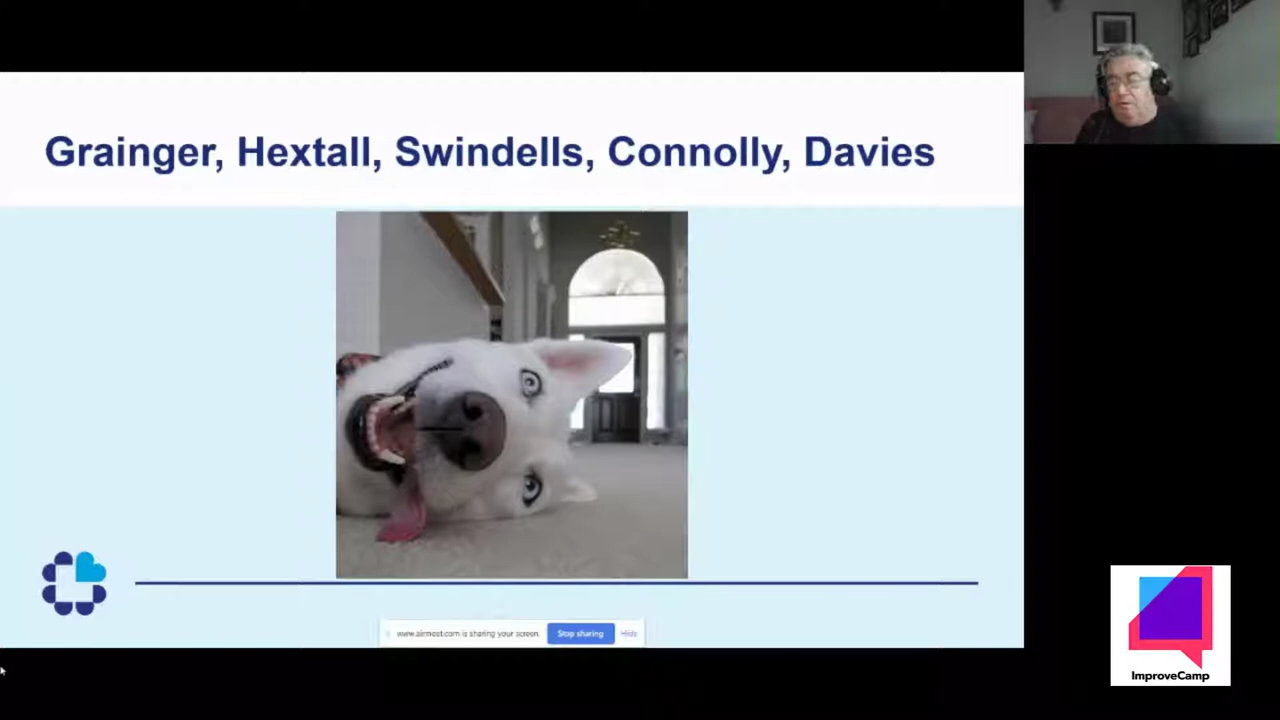 Grainger, Hextall, Swindells, Connolly, Davies
www.airmeet.com is sharing your screen.
Stop sharing
Hide
ImproveCamp